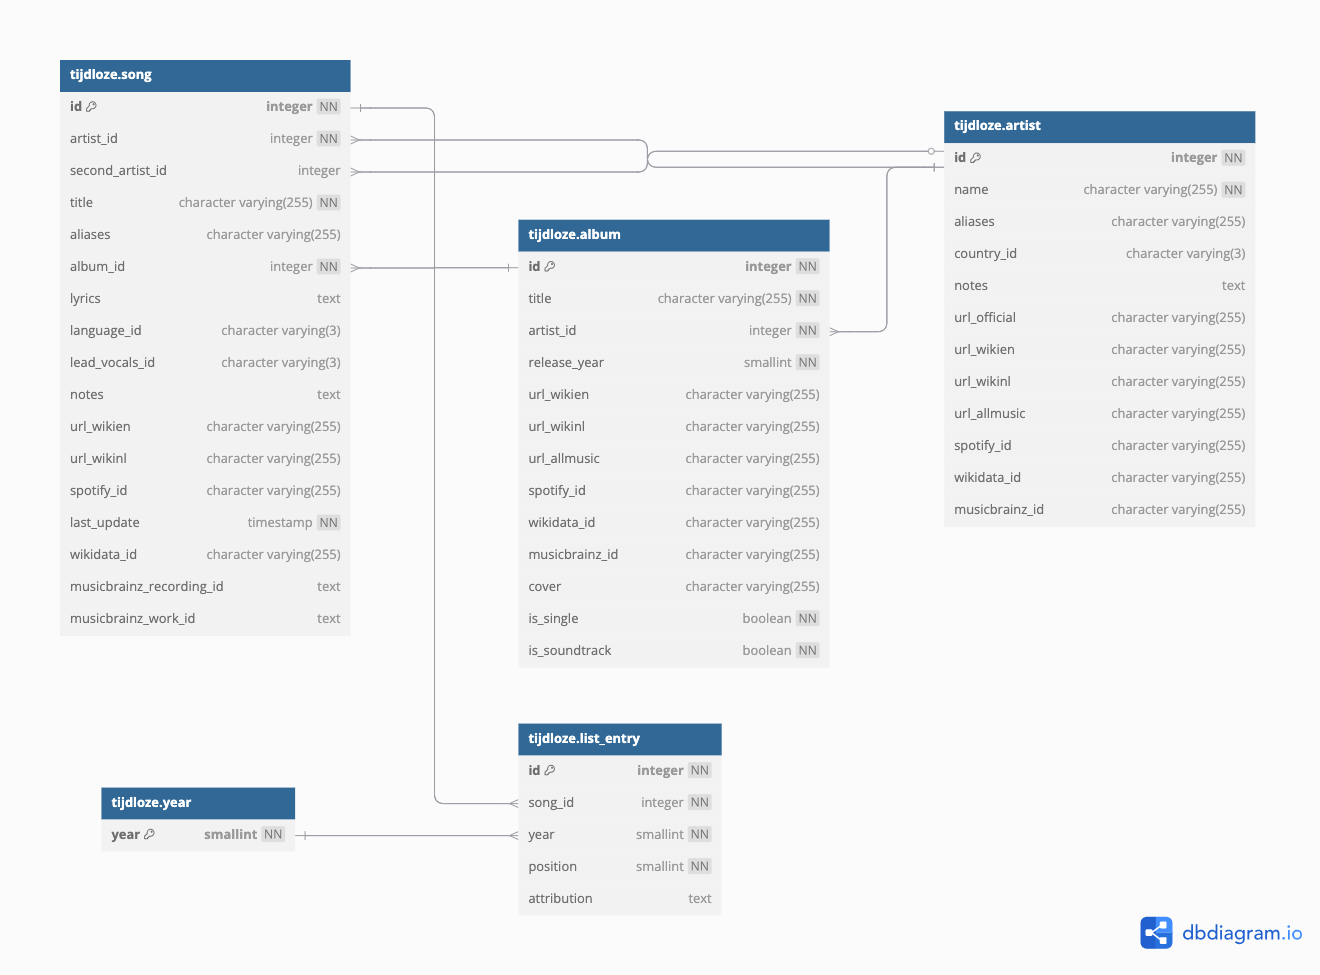 tijdloze.song
id integer NN
artist_id integer NN
second_artist_id integer
title character varying(255) NN
aliases character varying(255)
album_id integer NN
lyrics text
language_id character varying(3)
lead_vocals_id character varying(3)
notes text
url_wikien character varying(255)
url_wikinl character varying(255)
spotify_id character varying(255)
last_update timestamp NN
wikidata_id character varying(255)
musicbrainz_recording_id text
musicbrainz_work_id text
tijdloze.album
id integer NN
title character varying(255) NN
artist_id integer NN
release_year smallint NN
url_wikien character varying(255)
url_wikinl character varying(255)
url_allmusic character varying(255)
spotify_id character varying(255)
wikidata_id character varying(255)
musicbrainz_id character varying(255)
cover character varying(255)
is_single boolean NN
is_soundtrack boolean NN
tijdloze.artist
id integer NN
name character varying(255) NN
aliases character varying(255)
country_id character varying(3)
notes text
url_official character varying(255)
url_wikien character varying(255)
url_wikinl character varying(255)
url_allmusic character varying(255)
spotify_id character varying(255)
wikidata_id character varying(255)
musicbrainz_id character varying(255)
tijdloze.year
year smallint NN
tijdloze.list_entry
id integer NN
song_id integer NN
year smallint NN
position smallint NN
attribution text
dbdiagram.io